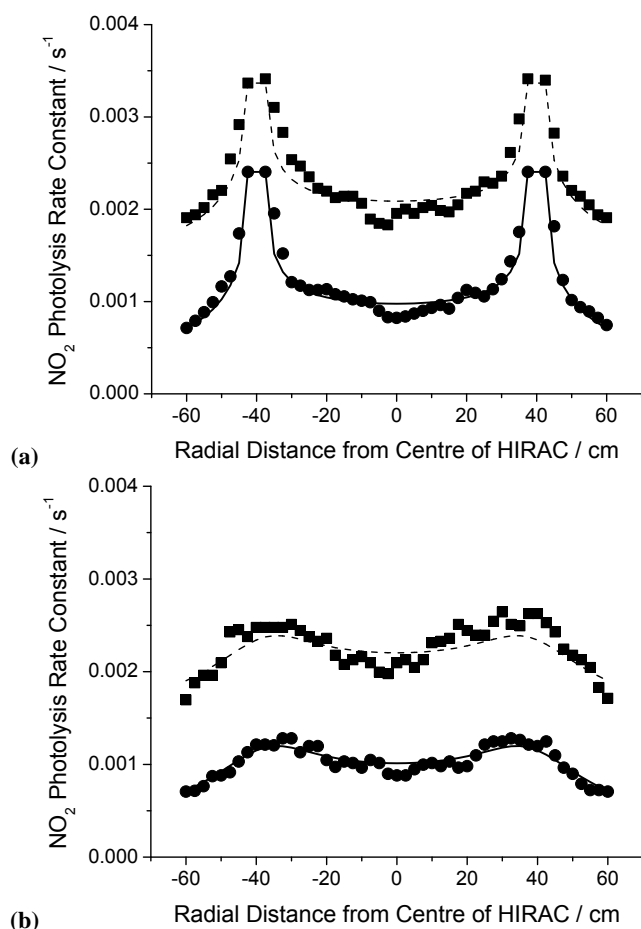 0.004
0.003
0.002
0.001
0.000
NO₂ Photolysis Rate Constant / s⁻¹
-60 -40 -20 0 20 40 60
(a)
Radial Distance from Centre of HIRAC / cm
0.004
0.003
0.002
0.001
0.000
NO₂ Photolysis Rate Constant / s⁻¹
-60 -40 -20 0 20 40 60
(b)
Radial Distance from Centre of HIRAC / cm